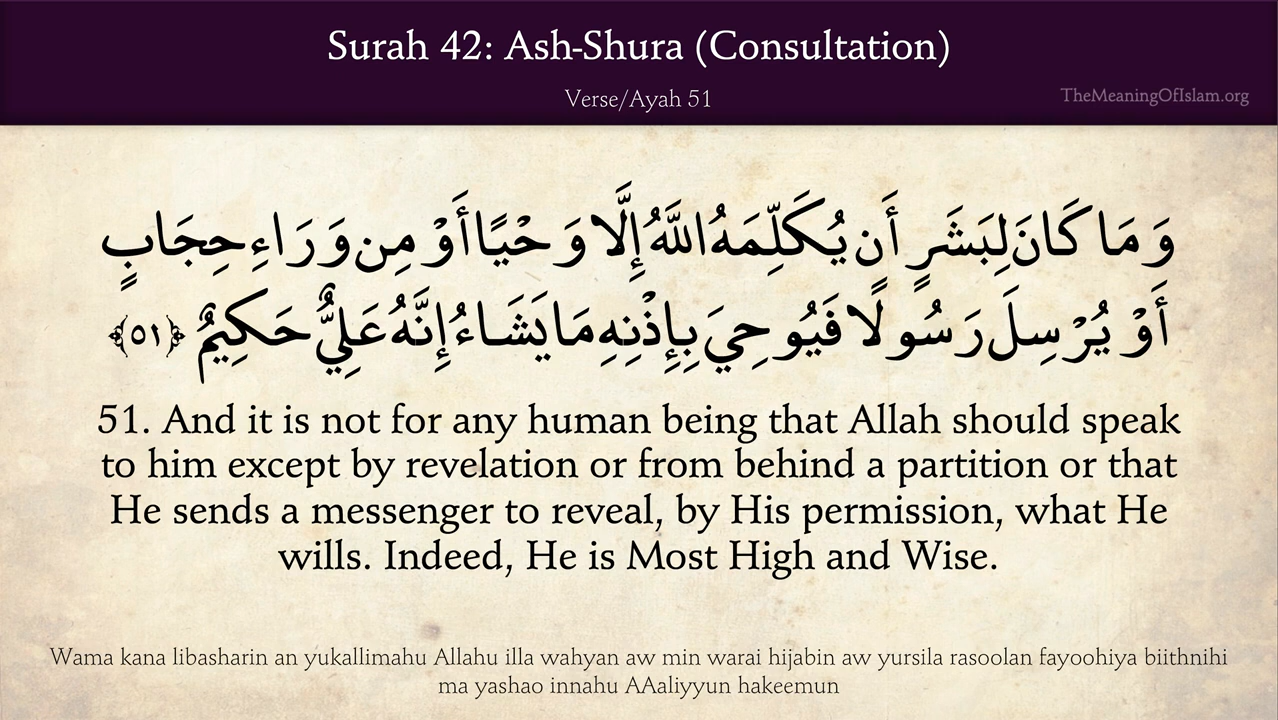 Surah 42: Ash-Shura (Consultation)
Verse/Ayah 51
TheMeaningOfIslam.org
وَمَا كَانَ لِبَشَرٍ أَن يُكَلِّمَهُ اللَّهُ إِلَّا وَحْيًا أَوْ مِن وَرَاءِ حِجَابٍ
أَوْ يُرْسِلَ رَسُولًا فَيُوحِيَ بِإِذْنِهِ مَا يَشَاءُ إِنَّهُ عَلِيٌّ حَكِيمٌ ﴿٥١﴾
51. And it is not for any human being that Allah should speak
to him except by revelation or from behind a partition or that
He sends a messenger to reveal, by His permission, what He
wills. Indeed, He is Most High and Wise.
Wama kana libasharin an yukallimahu Allahu illa wahyan aw min warai hijabin aw yursila rasoolan fayoohiya biithnihi
ma yashao innahu AAaliyyun hakeemun